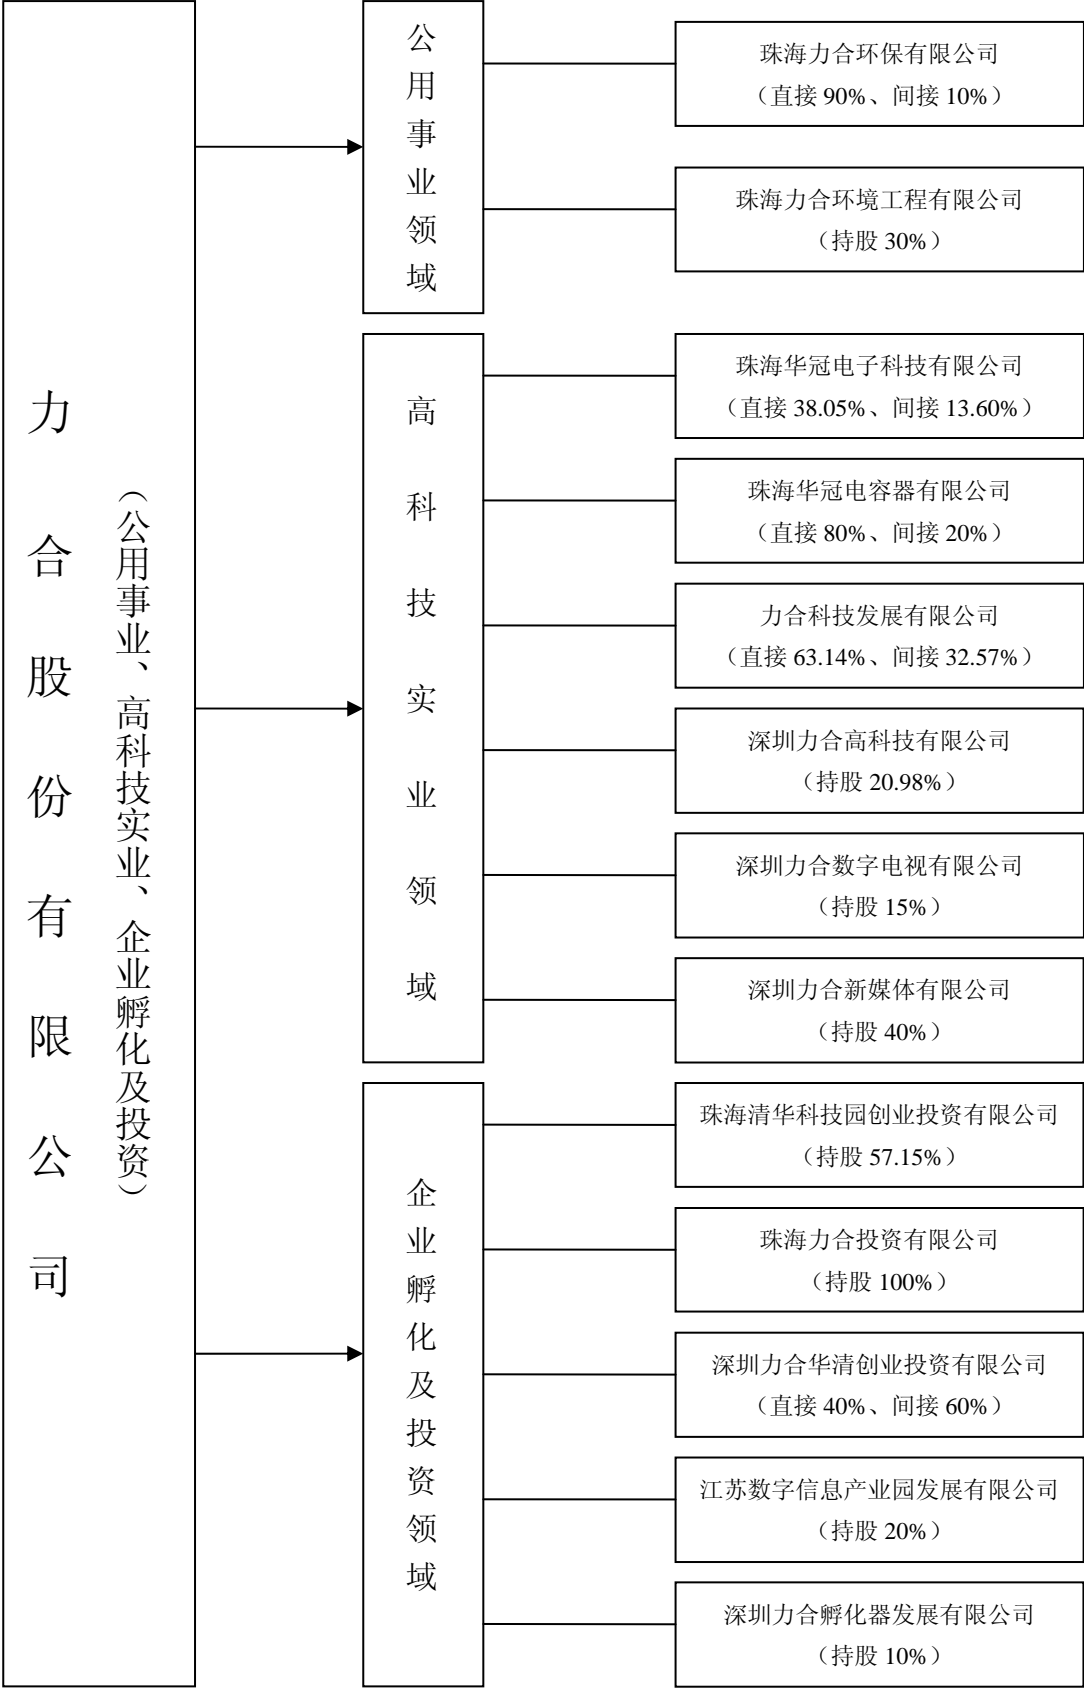 力合股份有限公司
（公用事业、高科技实业、企业孵化及投资）
公用事业领域
珠海力合环保有限公司
（直接 90%、间接 10%）
珠海力合环境工程有限公司
（持股 30%）
高科技实业领域
珠海华冠电子科技有限公司
（直接 38.05%、间接 13.60%）
珠海华冠电容器有限公司
（直接 80%、间接 20%）
力合科技发展有限公司
（直接 63.14%、间接 32.57%）
深圳力合高科技有限公司
（持股 20.98%）
深圳力合数字电视有限公司
（持股 15%）
深圳力合新媒体有限公司
（持股 40%）
企业孵化及投资领域
珠海清华科技园创业投资有限公司
（持股 57.15%）
珠海力合投资有限公司
（持股 100%）
深圳力合华清创业投资有限公司
（直接 40%、间接 60%）
江苏数字信息产业园发展有限公司
（持股 20%）
深圳力合孵化器发展有限公司
（持股 10%）